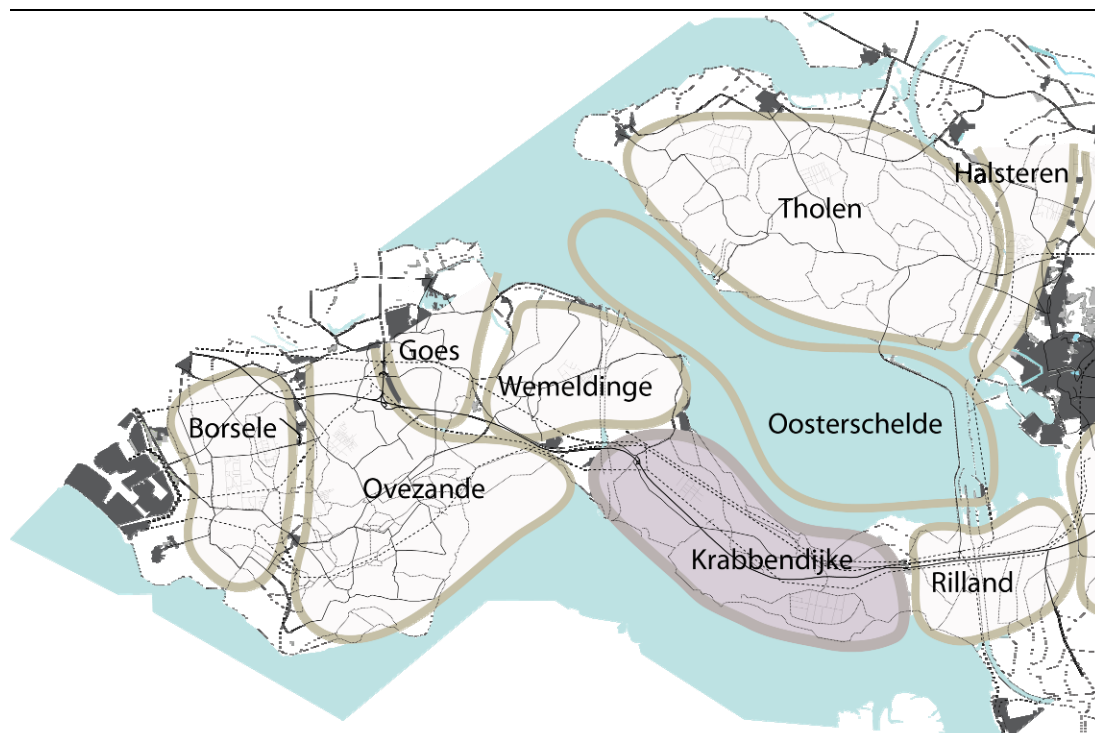 Halsteren
Tholen
Goes
Wemeldinge
Borsele
Oosterschelde
Ovezande
Krabbendijke
Rilland